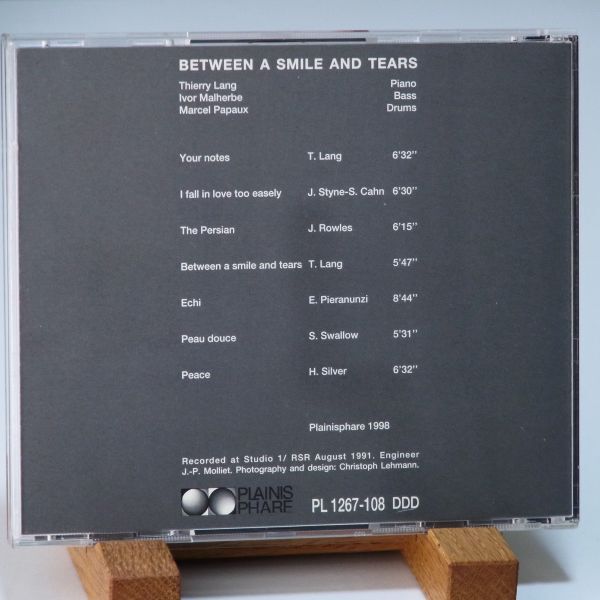 BETWEEN A SMILE AND TEARS
Thierry Lang Piano
Ivor Malherbe Bass
Marcel Papaux Drums
Your notes T. Lang 6'32''
I fall in love too easely J. Styne-S. Cahn 6'30''
The Persian J. Rowles 6'15''
Between a smile and tears T. Lang 5'47''
Echi E. Pieranunzi 8'44''
Peau douce S. Swallow 5'31''
Peace H. Silver 6'32''
Plainisphare 1998
Recorded at Studio 1/ RSR August 1991. Engineer
J.-P. Molliet. Photography and design: Christoph Lehmann.
PLAINIS
PHARE
PL 1267-108 DDD